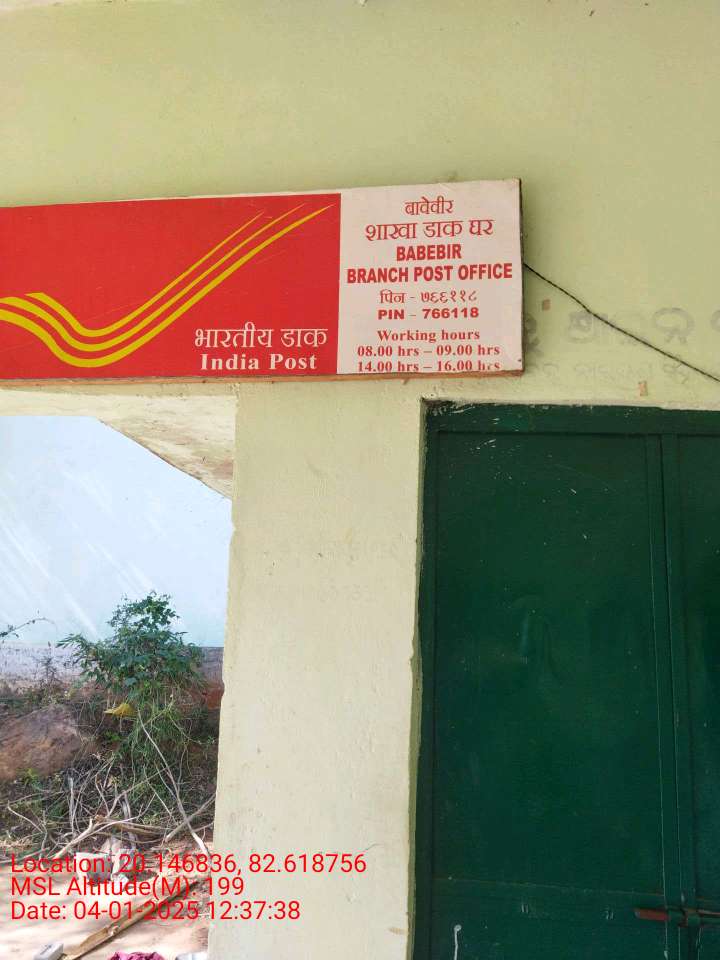 भारतीय डाक
India Post
बावेवीर
शाखा डाक घर
BABEBIR
BRANCH POST OFFICE
पिन - ७६६११८
PIN - 766118
Working hours
08.00 hrs – 09.00 hrs
14.00 hrs – 16.00 hrs
Location: 20.146836, 82.618756
MSL Altitude(M): 199
Date: 04-01-2025 12:37:38